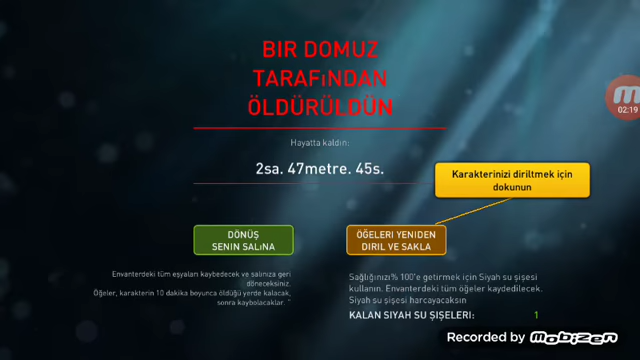 BIR DOMUZ
TARAFıNDAN
ÖLDÜRÜLDÜN
Hayatta kaldın:
2sa. 47metre. 45s.
Karakterinizi diriltmek için
dokunun
02:19
DÖNÜŞ
SENIN SALıNA
ÖĞELERI YENIDEN
DIRIL VE SAKLA
Envanterdeki tüm eşyaları kaybedecek ve salınıza geri
döneceksiniz.
Öğeler, karakterin 10 dakika boyunca öldüğü yerde kalacak,
sonra kaybolacaklar. "
Sağlığınızı% 100'e getirmek için Siyah su şişesi
kullanın. Envanterdeki tüm öğeler kaydedilecek.
Siyah su şişesi harcayacaksın
KALAN SIYAH SU ŞIŞELERI: 1
Recorded by mobizen